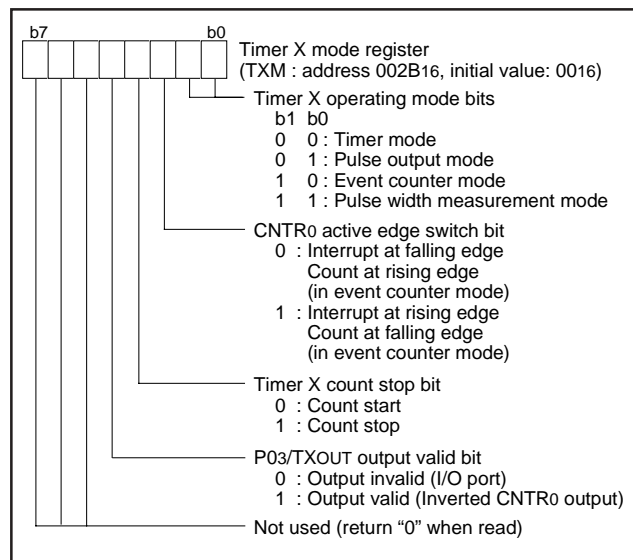 b7 b0
Timer X mode register
(TXM : address 002B16, initial value: 0016)
Timer X operating mode bits
b1 b0
0 0 : Timer mode
0 1 : Pulse output mode
1 0 : Event counter mode
1 1 : Pulse width measurement mode
CNTR0 active edge switch bit
0 : Interrupt at falling edge
Count at rising edge
(in event counter mode)
1 : Interrupt at rising edge
Count at falling edge
(in event counter mode)
Timer X count stop bit
0 : Count start
1 : Count stop
P03/TXOUT output valid bit
0 : Output invalid (I/O port)
1 : Output valid (Inverted CNTR0 output)
Not used (return “0” when read)